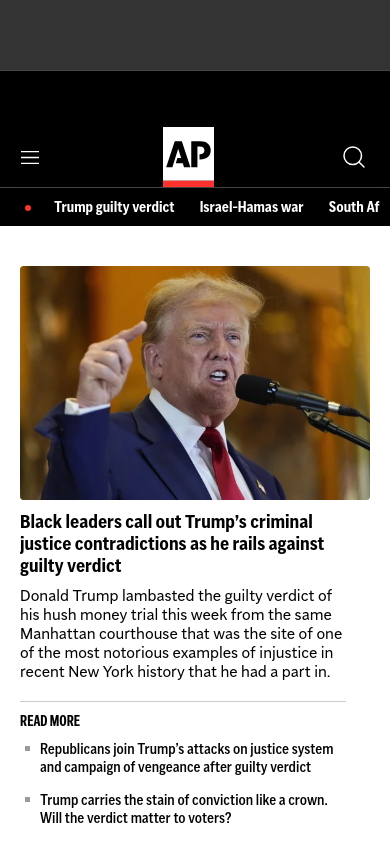 AP
Trump guilty verdict Israel-Hamas war South Af
Black leaders call out Trump’s criminal
justice contradictions as he rails against
guilty verdict
Donald Trump lambasted the guilty verdict of
his hush money trial this week from the same
Manhattan courthouse that was the site of one
of the most notorious examples of injustice in
recent New York history that he had a part in.
READ MORE
Republicans join Trump’s attacks on justice system
and campaign of vengeance after guilty verdict
Trump carries the stain of conviction like a crown.
Will the verdict matter to voters?